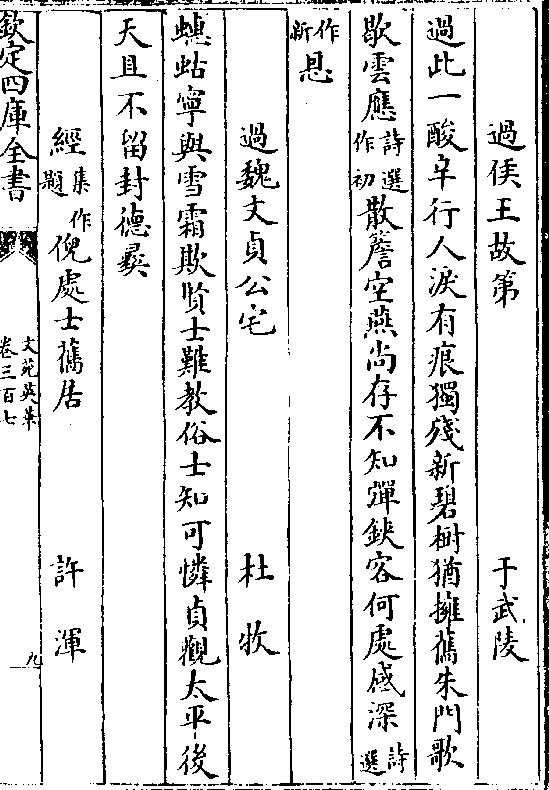 過侯王故第　于武陵
過此一酸辛行人淚有痕獨殘新碧樹猶擁舊朱門歌
歇雲應詩選作初散簷空燕尚存不知彈鋏客何處感深詩選
作新恩
過魏文貞公宅　杜牧
蟪蛄寧與雪霜欺賢士難教俗士知可憐貞觀太平後
天且不留封德彛
經集作題倪處士舊居　許渾
欽定四庫全書
文苑英華
卷三百七
九